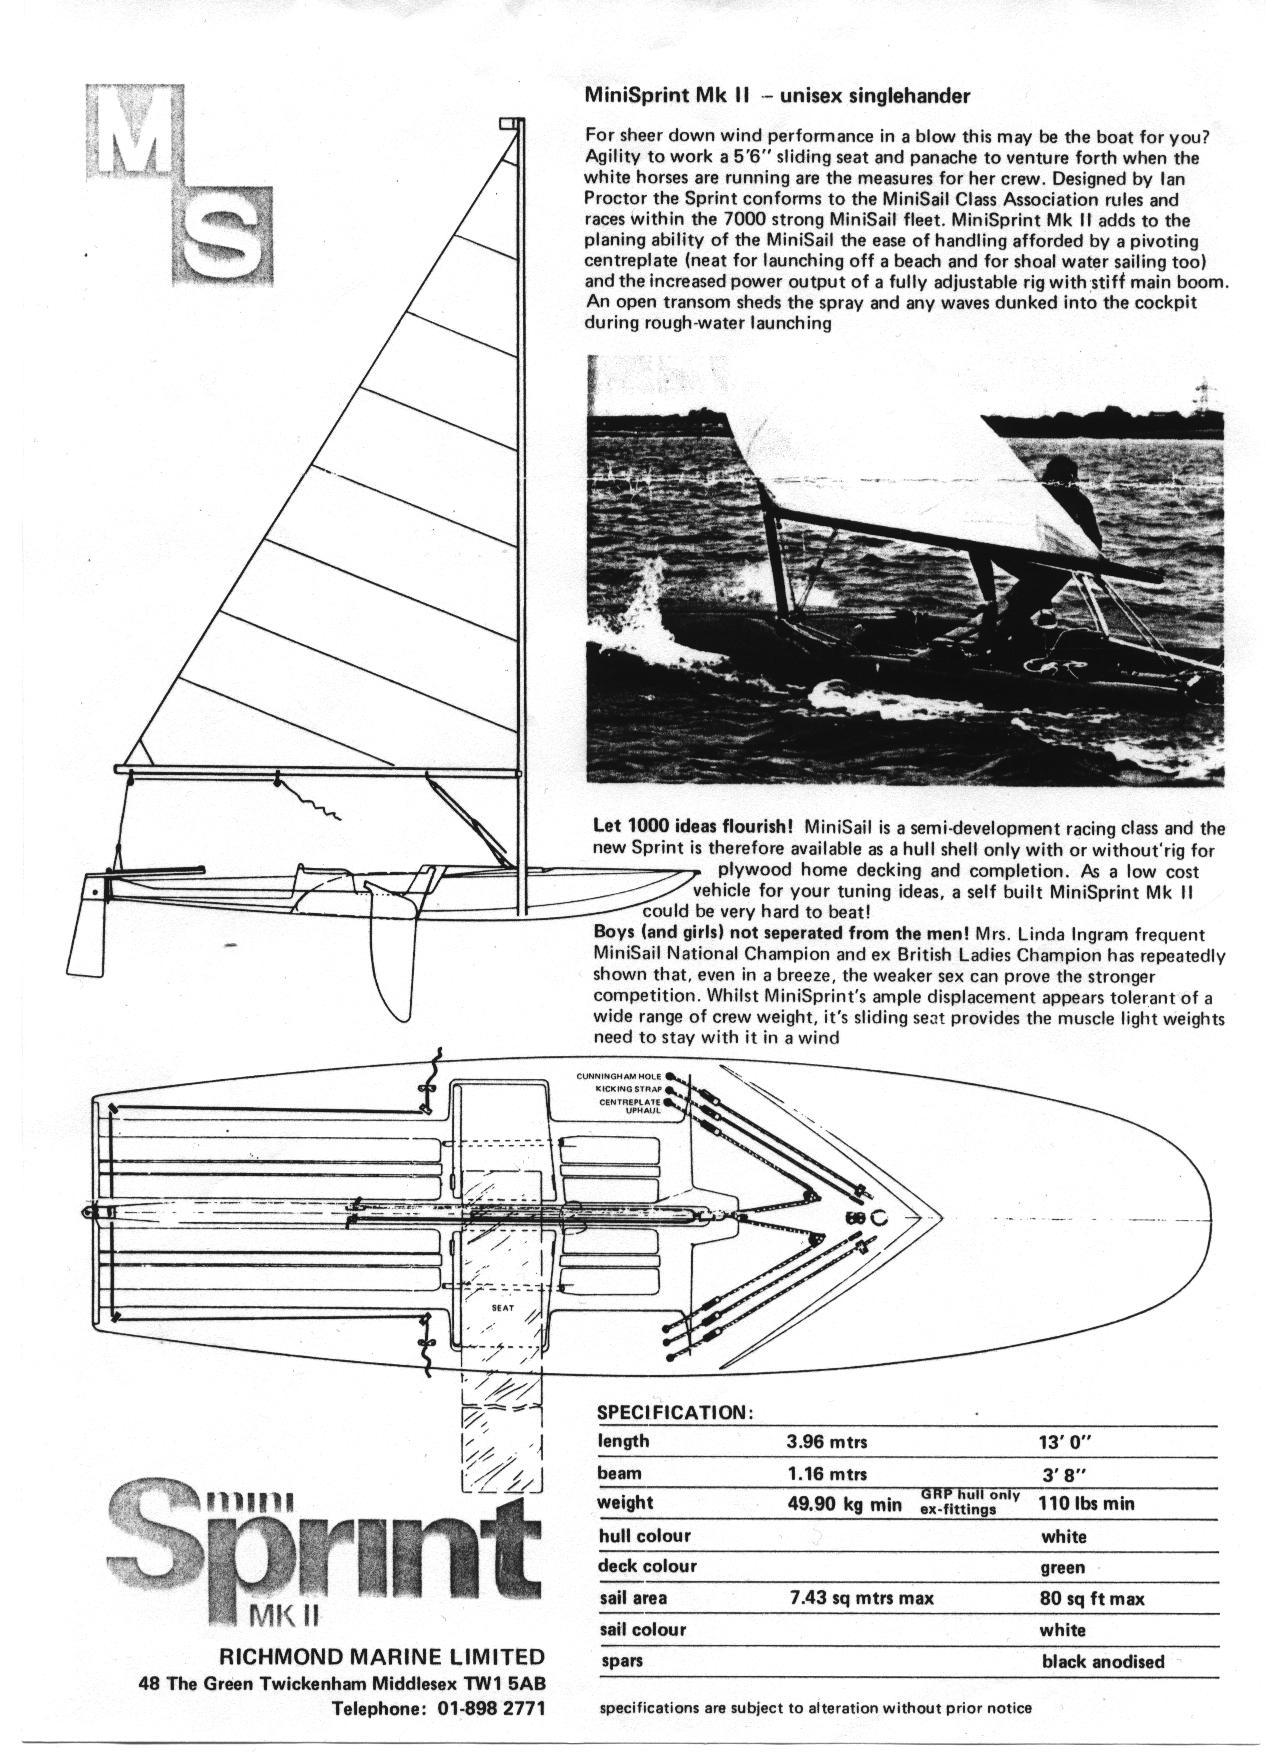 M
S
MiniSprint Mk II – unisex singlehander
For sheer down wind performance in a blow this may be the boat for you?
Agility to work a 5'6" sliding seat and panache to venture forth when the
white horses are running are the measures for her crew. Designed by Ian
Proctor the Sprint conforms to the MiniSail Class Association rules and
races within the 7000 strong MiniSail fleet. MiniSprint Mk II adds to the
planing ability of the MiniSail the ease of handling afforded by a pivoting
centreplate (neat for launching off a beach and for shoal water sailing too)
and the increased power output of a fully adjustable rig with stiff main boom.
An open transom sheds the spray and any waves dunked into the cockpit
during rough-water launching
Let 1000 ideas flourish! MiniSail is a semi-development racing class and the
new Sprint is therefore available as a hull shell only with or without rig for
plywood home decking and completion. As a low cost
vehicle for your tuning ideas, a self built MiniSprint Mk II
could be very hard to beat!
Boys (and girls) not seperated from the men! Mrs. Linda Ingram frequent
MiniSail National Champion and ex British Ladies Champion has repeatedly
shown that, even in a breeze, the weaker sex can prove the stronger
competition. Whilst MiniSprint's ample displacement appears tolerant of a
wide range of crew weight, it's sliding seat provides the muscle light weights
need to stay with it in a wind
CUNNINGHAM HOLE
KICKING STRAP
CENTREPLATE
UPHAUL
SEAT
SPECIFICATION:
length 3.96 mtrs 13' 0"
beam 1.16 mtrs 3' 8"
weight 49.90 kg min GRP hull only ex-fittings 110 lbs min
hull colour white
deck colour green
sail area 7.43 sq mtrs max 80 sq ft max
sail colour white
spars black anodised
specifications are subject to alteration without prior notice
mini
Sprint
MK II
RICHMOND MARINE LIMITED
48 The Green Twickenham Middlesex TW1 5AB
Telephone: 01-898 2771